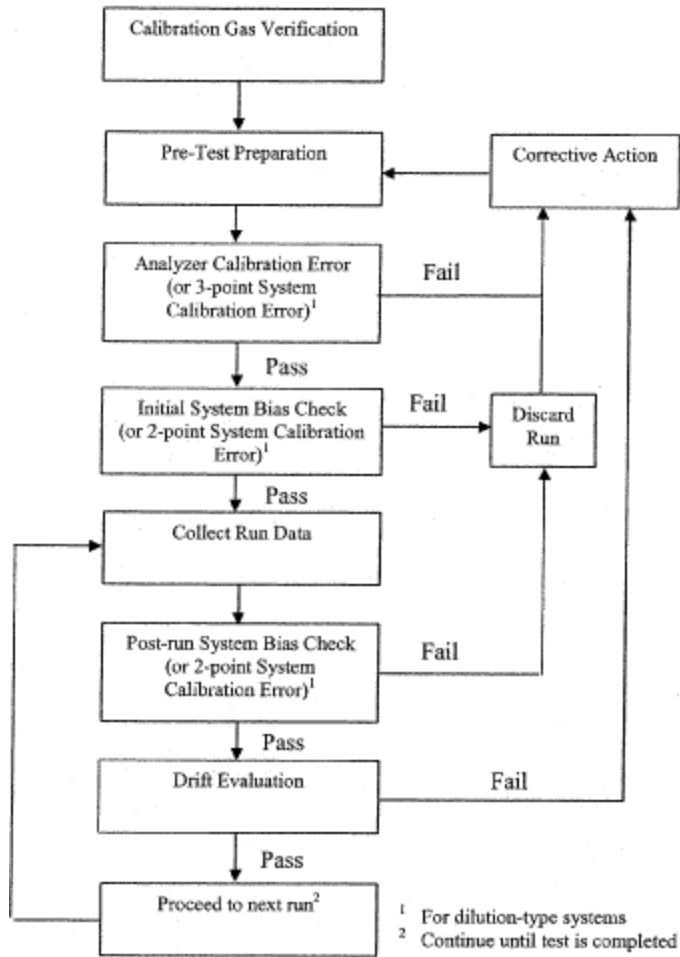 Calibration Gas Verification
Pre-Test Preparation
Corrective Action
Analyzer Calibration Error
(or 3-point System
Calibration Error)¹
Fail
Pass
Initial System Bias Check
(or 2-point System Calibration
Error)¹
Fail
Discard
Run
Pass
Collect Run Data
Post-run System Bias Check
(or 2-point System
Calibration Error)¹
Fail
Pass
Drift Evaluation
Fail
Pass
Proceed to next run²
¹ For dilution-type systems
² Continue until test is completed